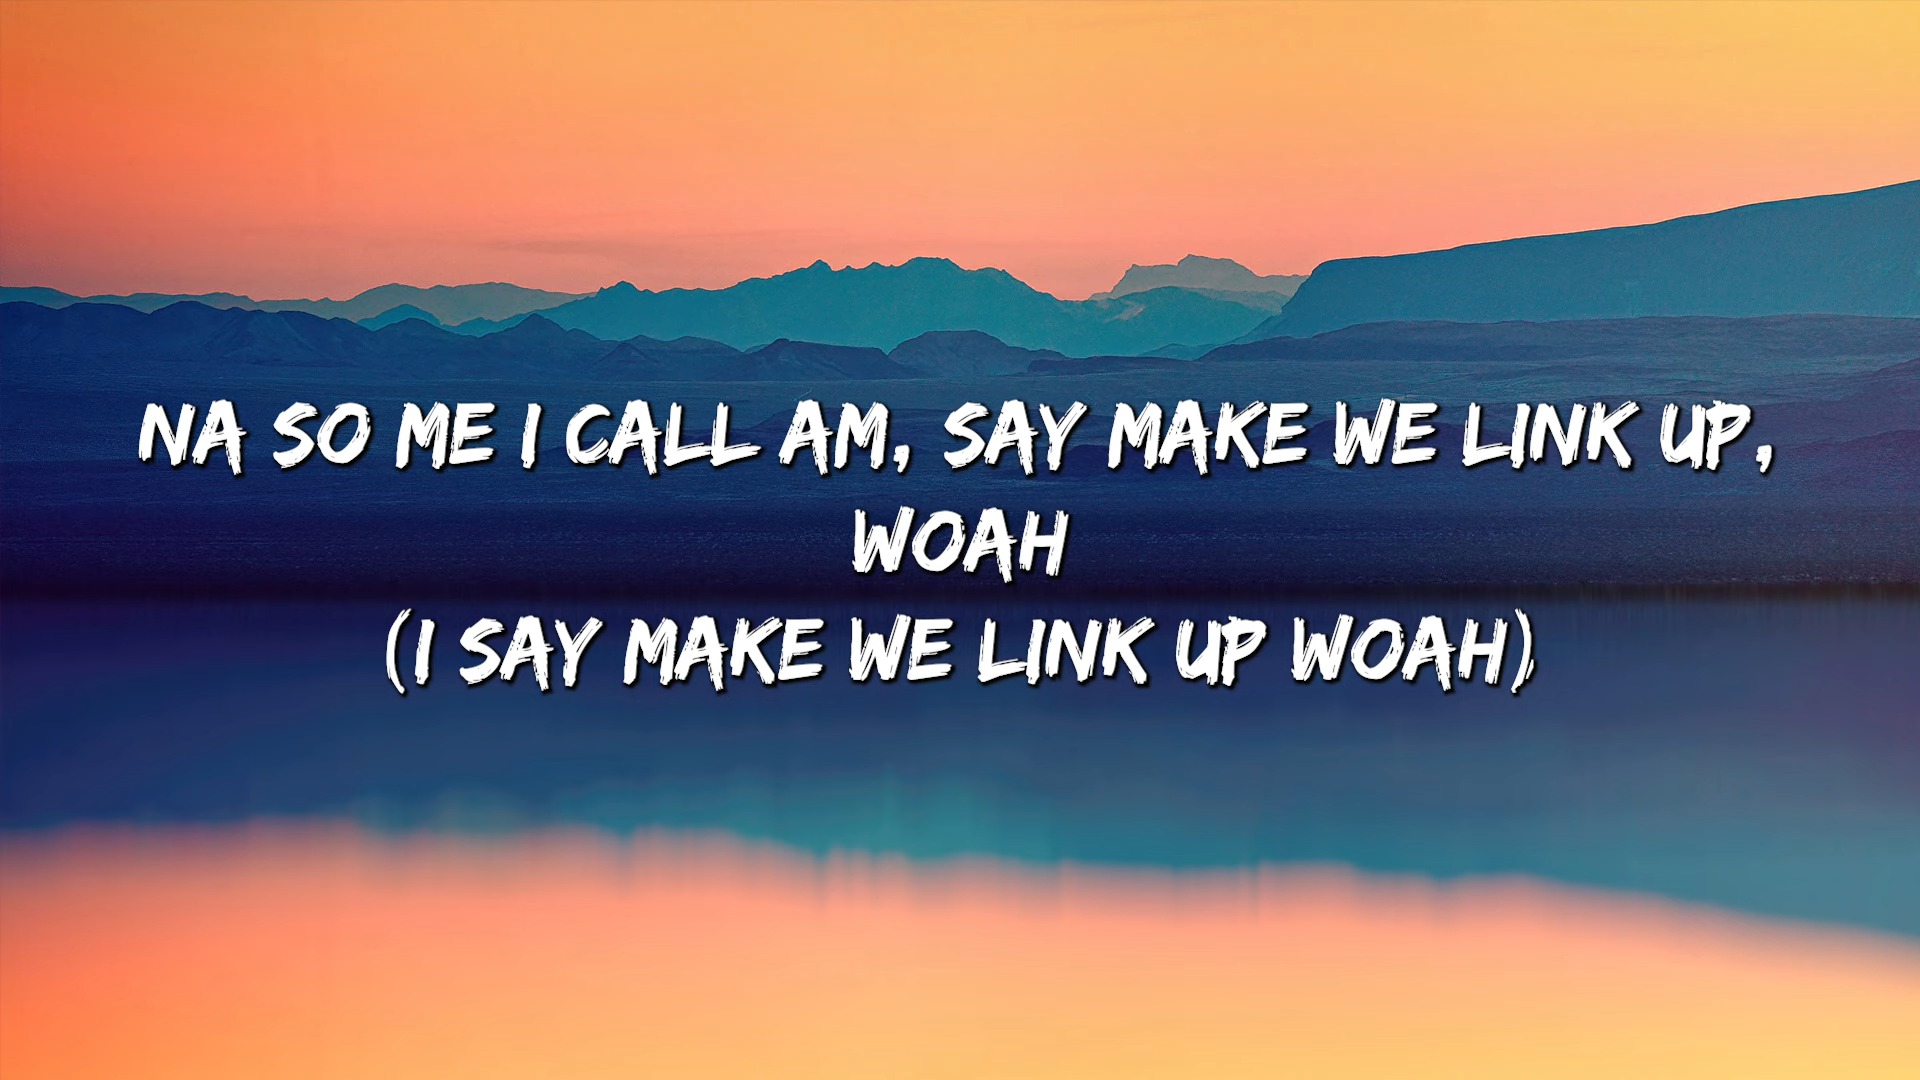 NA SO ME I CALL AM, SAY MAKE WE LINK UP,
WOAH
(I SAY MAKE WE LINK UP WOAH)